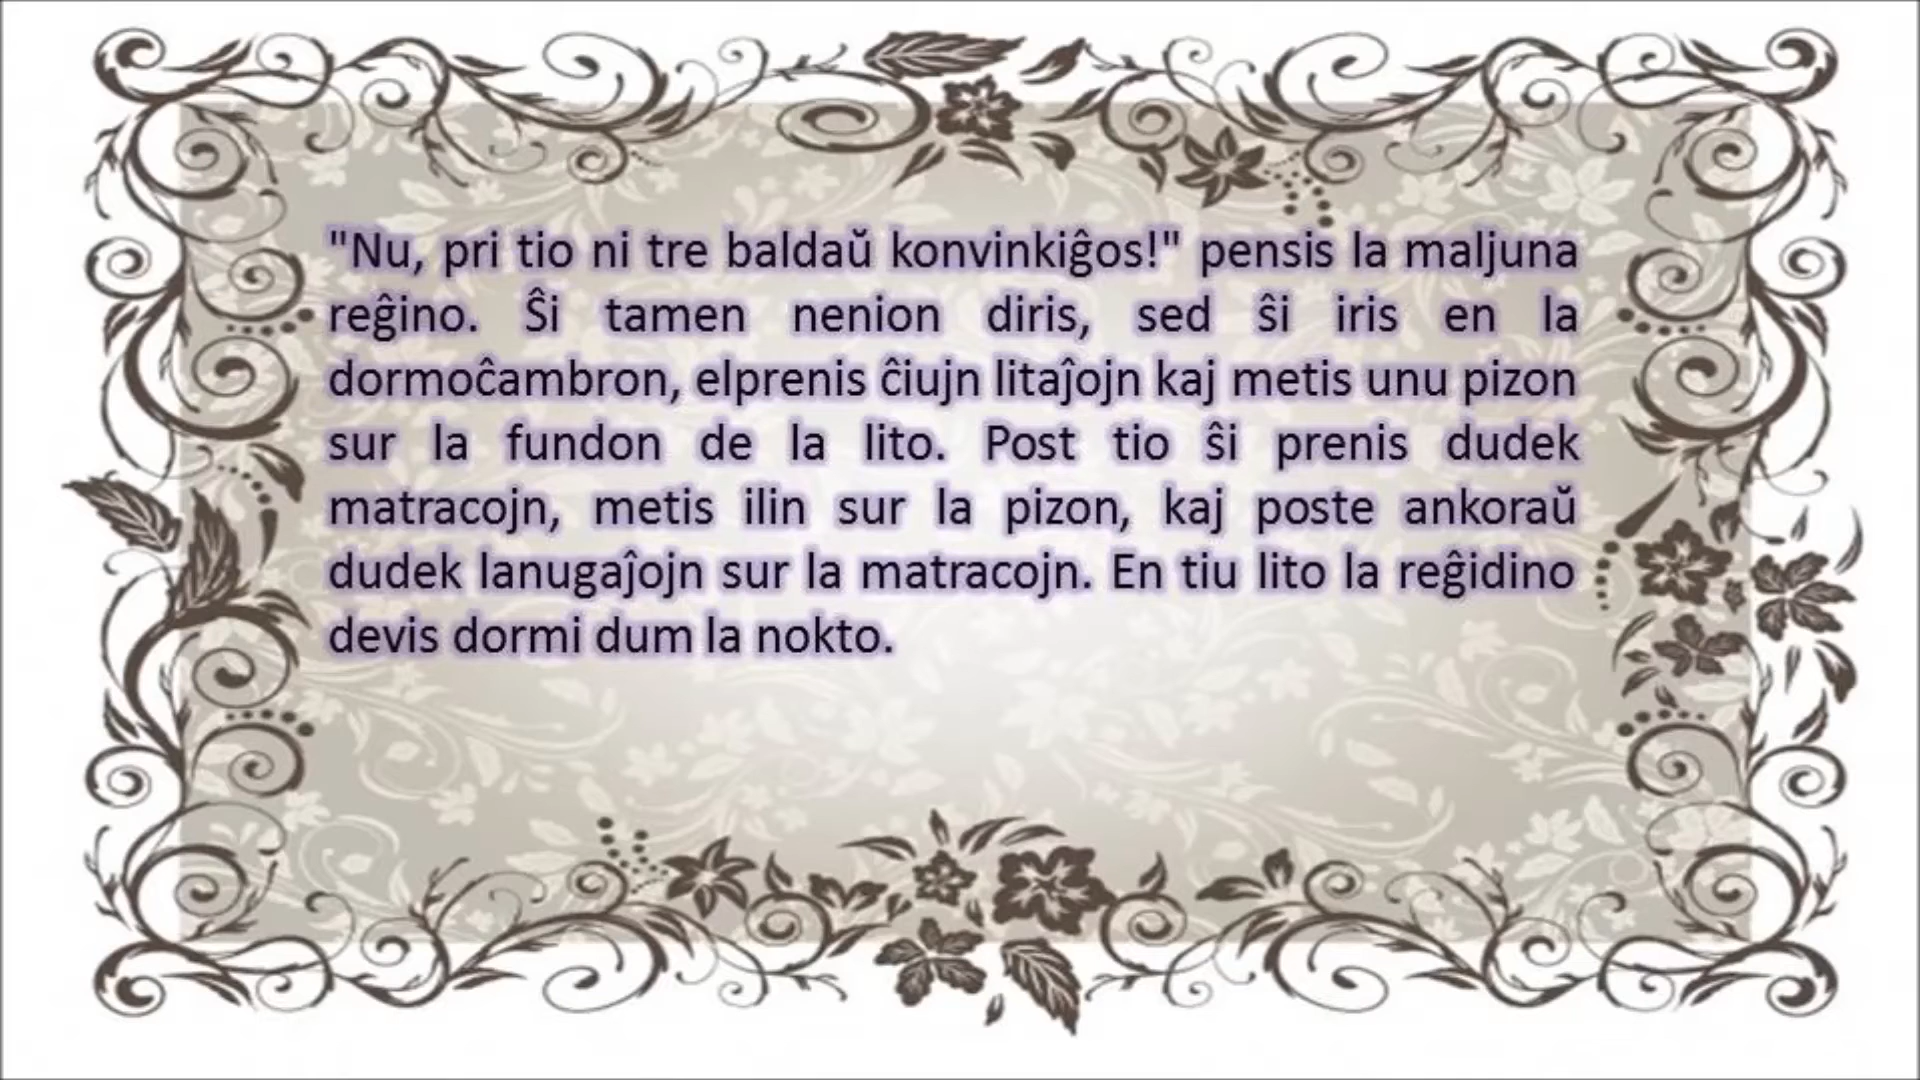 "Nu, pri tio ni tre baldaŭ konvinkiĝos!" pensis la maljuna
reĝino. Ŝi tamen nenion diris, sed ŝi iris en la
dormoĉambron, elprenis ĉiujn litaĵojn kaj metis unu pizon
sur la fundon de la lito. Post tio ŝi prenis dudek
matracojn, metis ilin sur la pizon, kaj poste ankoraŭ
dudek lanugaĵojn sur la matracojn. En tiu lito la reĝidino
devis dormi dum la nokto.